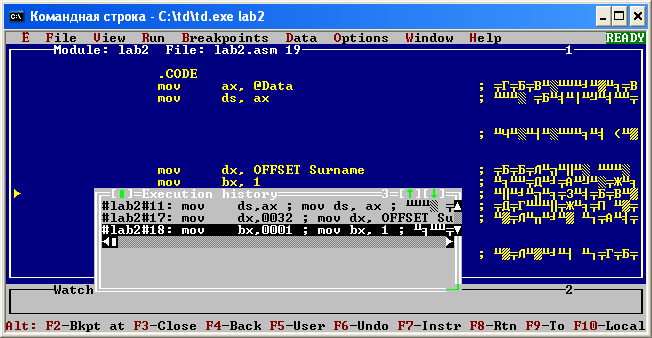 Командная строка - C:\td\td.exe lab2
Ё File View Run Breakpoints Data Options Window Help READY
Module: lab2 File: lab2.asm 19 1
.CODE
mov ax, @Data ;
mov ds, ax ;
;
mov dx, OFFSET Surname ;
mov bx, 1 ;
Execution history 3
#lab2#11: mov ds,ax ; mov ds, ax ;
#lab2#17: mov dx,0032 ; mov dx, OFFSET Su
#lab2#18: mov bx,0001 ; mov bx, 1 ;
Watch 2
Alt: F2-Bkpt at F3-Close F4-Back F5-User F6-Undo F7-Instr F8-Rtn F9-To F10-Local